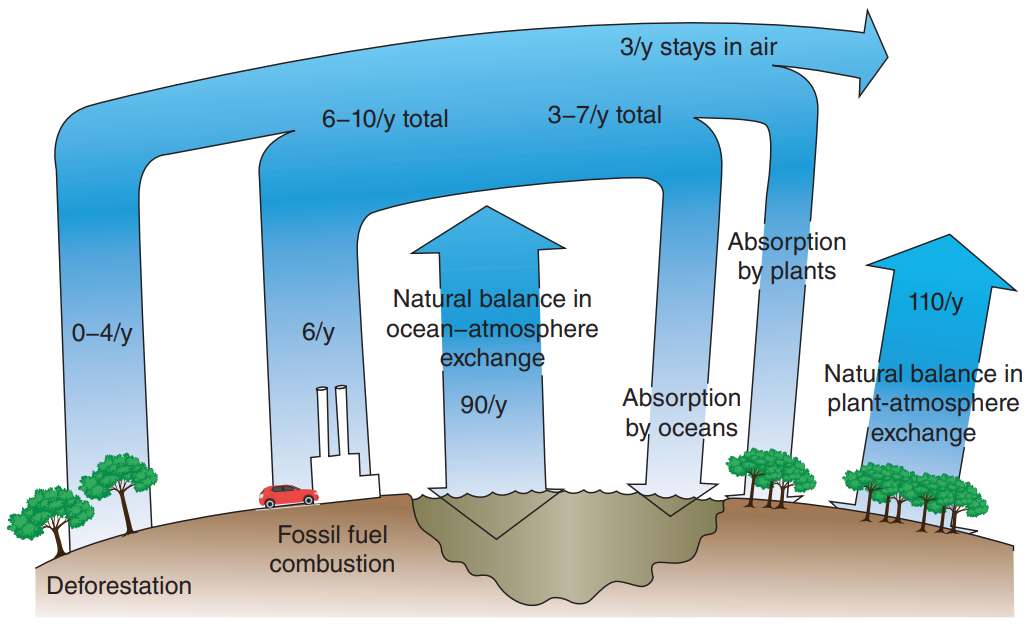 3/y stays in air
6–10/y total
3–7/y total
Absorption
by plants
0–4/y
6/y
Natural balance in
ocean–atmosphere
exchange
90/y
Absorption
by oceans
110/y
Natural balance in
plant-atmosphere
exchange
Fossil fuel
combustion
Deforestation